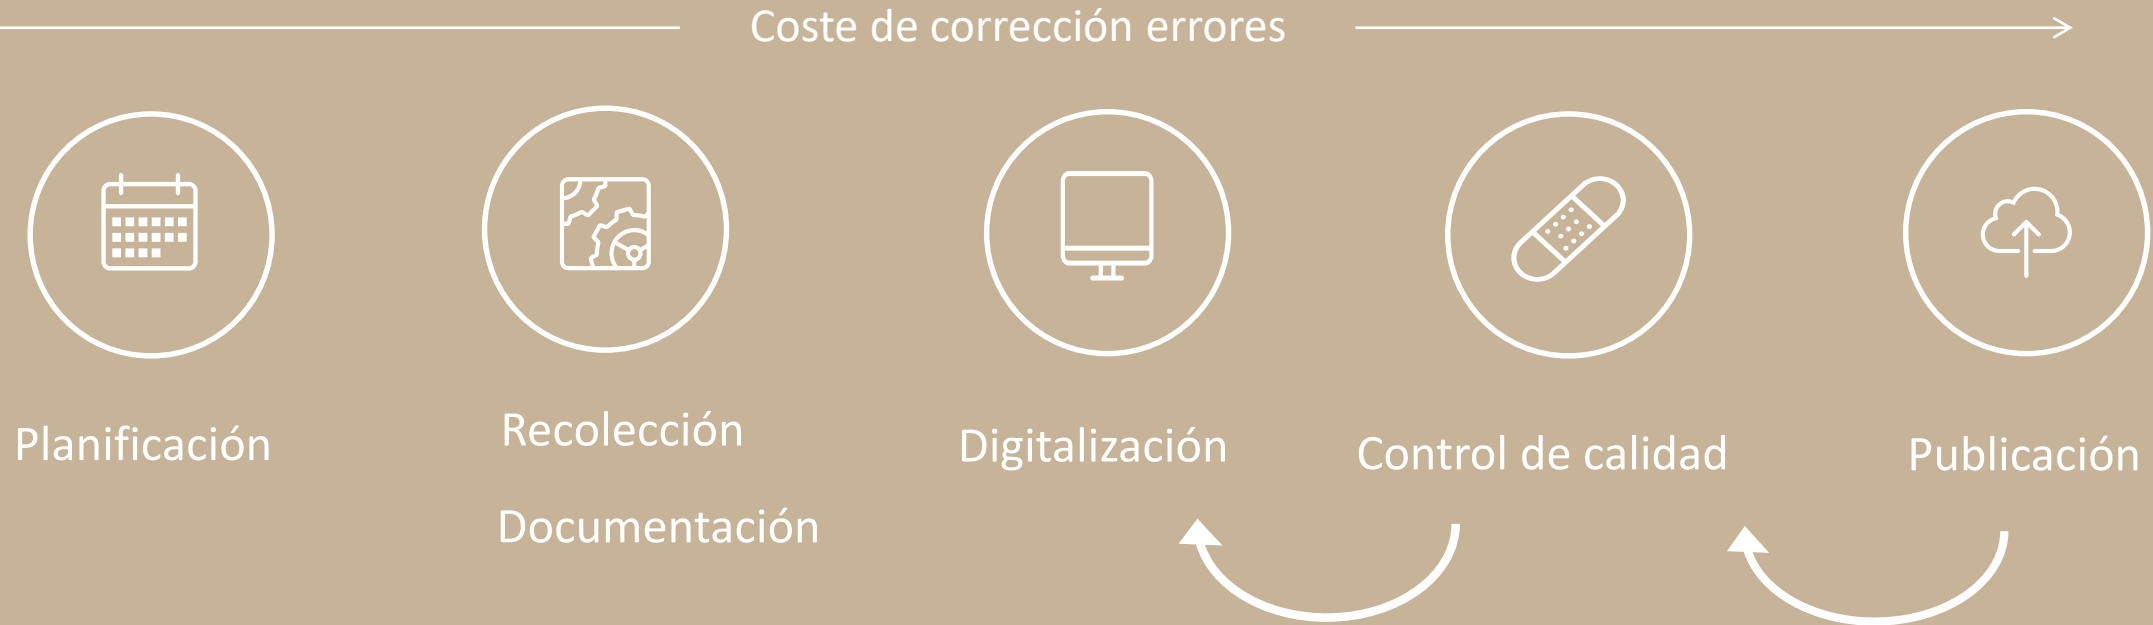 Coste de corrección errores
Planificación
Recolección
Documentación
Digitalización
Control de calidad
Publicación